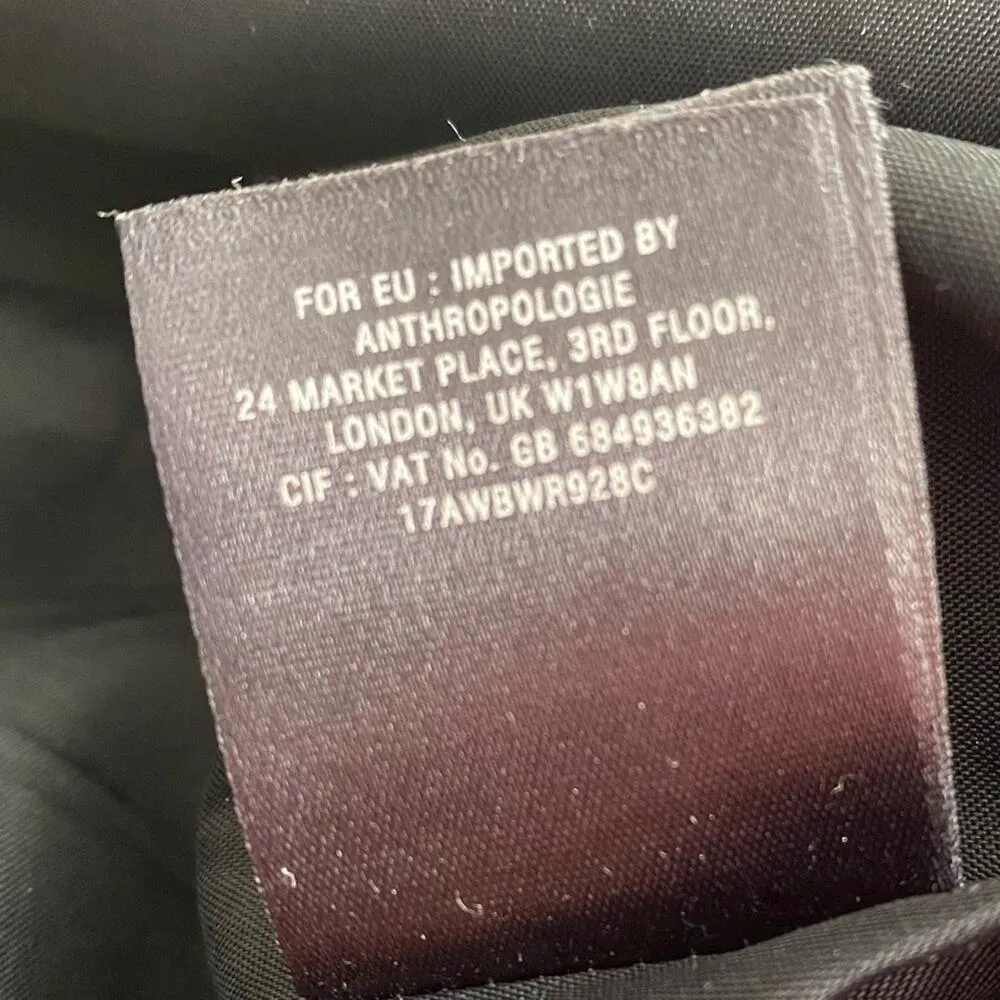 FOR EU : IMPORTED BY
ANTHROPOLOGIE
24 MARKET PLACE, 3RD FLOOR,
LONDON, UK W1W8AN
CIF : VAT No. GB 684936382
17AWBWR928C